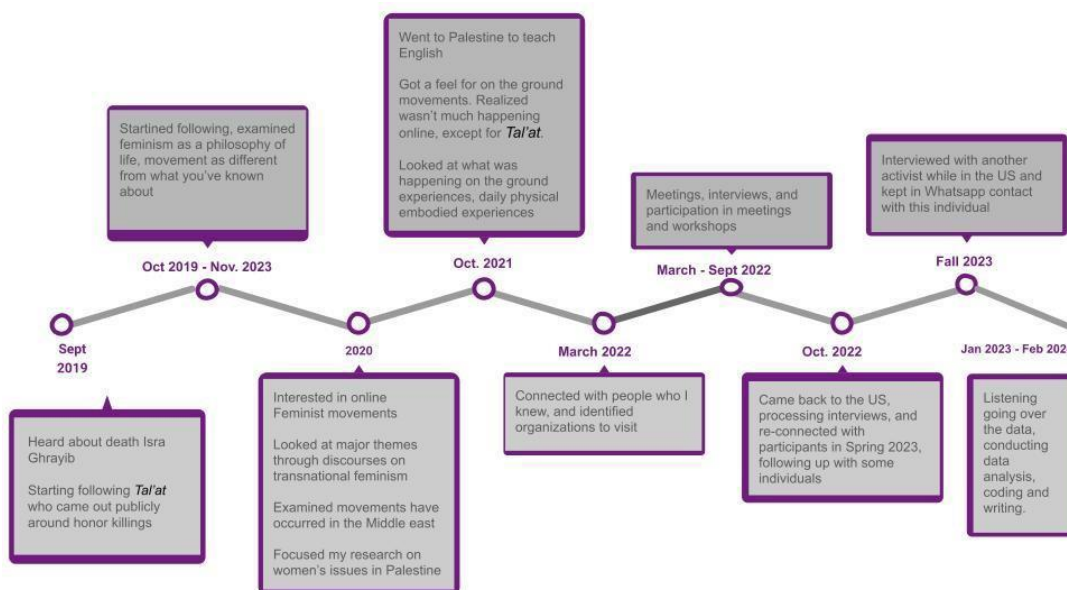 Sept
2019
Heard about death Isra
Ghrayib
Starting following Tal'at
who came out publicly
around honor killings
Startined following, examined
feminism as a philosophy of
life, movement as different
from what you've known
about
Oct 2019 - Nov. 2023
2020
Interested in online
Feminist movements
Looked at major themes
through discourses on
transnational feminism
Examined movements have
occurred in the Middle east
Focused my research on
women's issues in Palestine
Went to Palestine to teach
English
Got a feel for on the ground
movements. Realized
wasn't much happening
online, except for Tal'at.
Looked at what was
happening on the ground
experiences, daily physical
embodied experiences
Oct. 2021
March 2022
Connected with people who I
knew, and identified
organizations to visit
Meetings, interviews, and
participation in meetings
and workshops
March - Sept 2022
Oct. 2022
Came back to the US,
processing interviews, and
re-connected with
participants in Spring 2023,
following up with some
individuals
Interviewed with another
activist while in the US and
kept in Whatsapp contact
with this individual
Fall 2023
Jan 2023 - Feb
Listening
going over
the data,
conducting
data
analysis,
coding and
writing.